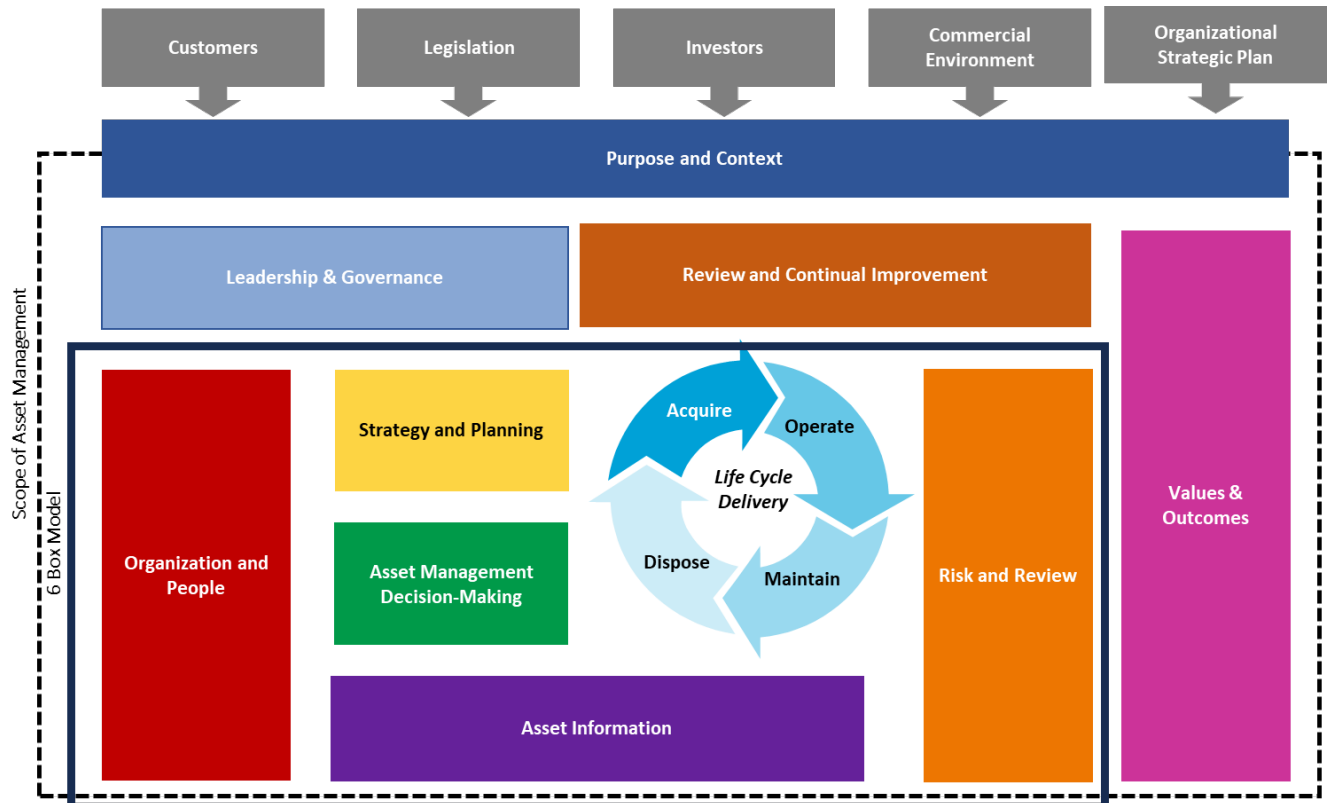 Customers
Legislation
Investors
Commercial
Environment
Organizational
Strategic Plan
Purpose and Context
Scope of Asset Management
Leadership & Governance
Review and Continual Improvement
6 Box Model
Organization and
People
Strategy and Planning
Asset Management
Decision-Making
Acquire
Operate
Life Cycle
Delivery
Dispose
Maintain
Risk and Review
Values &
Outcomes
Asset Information